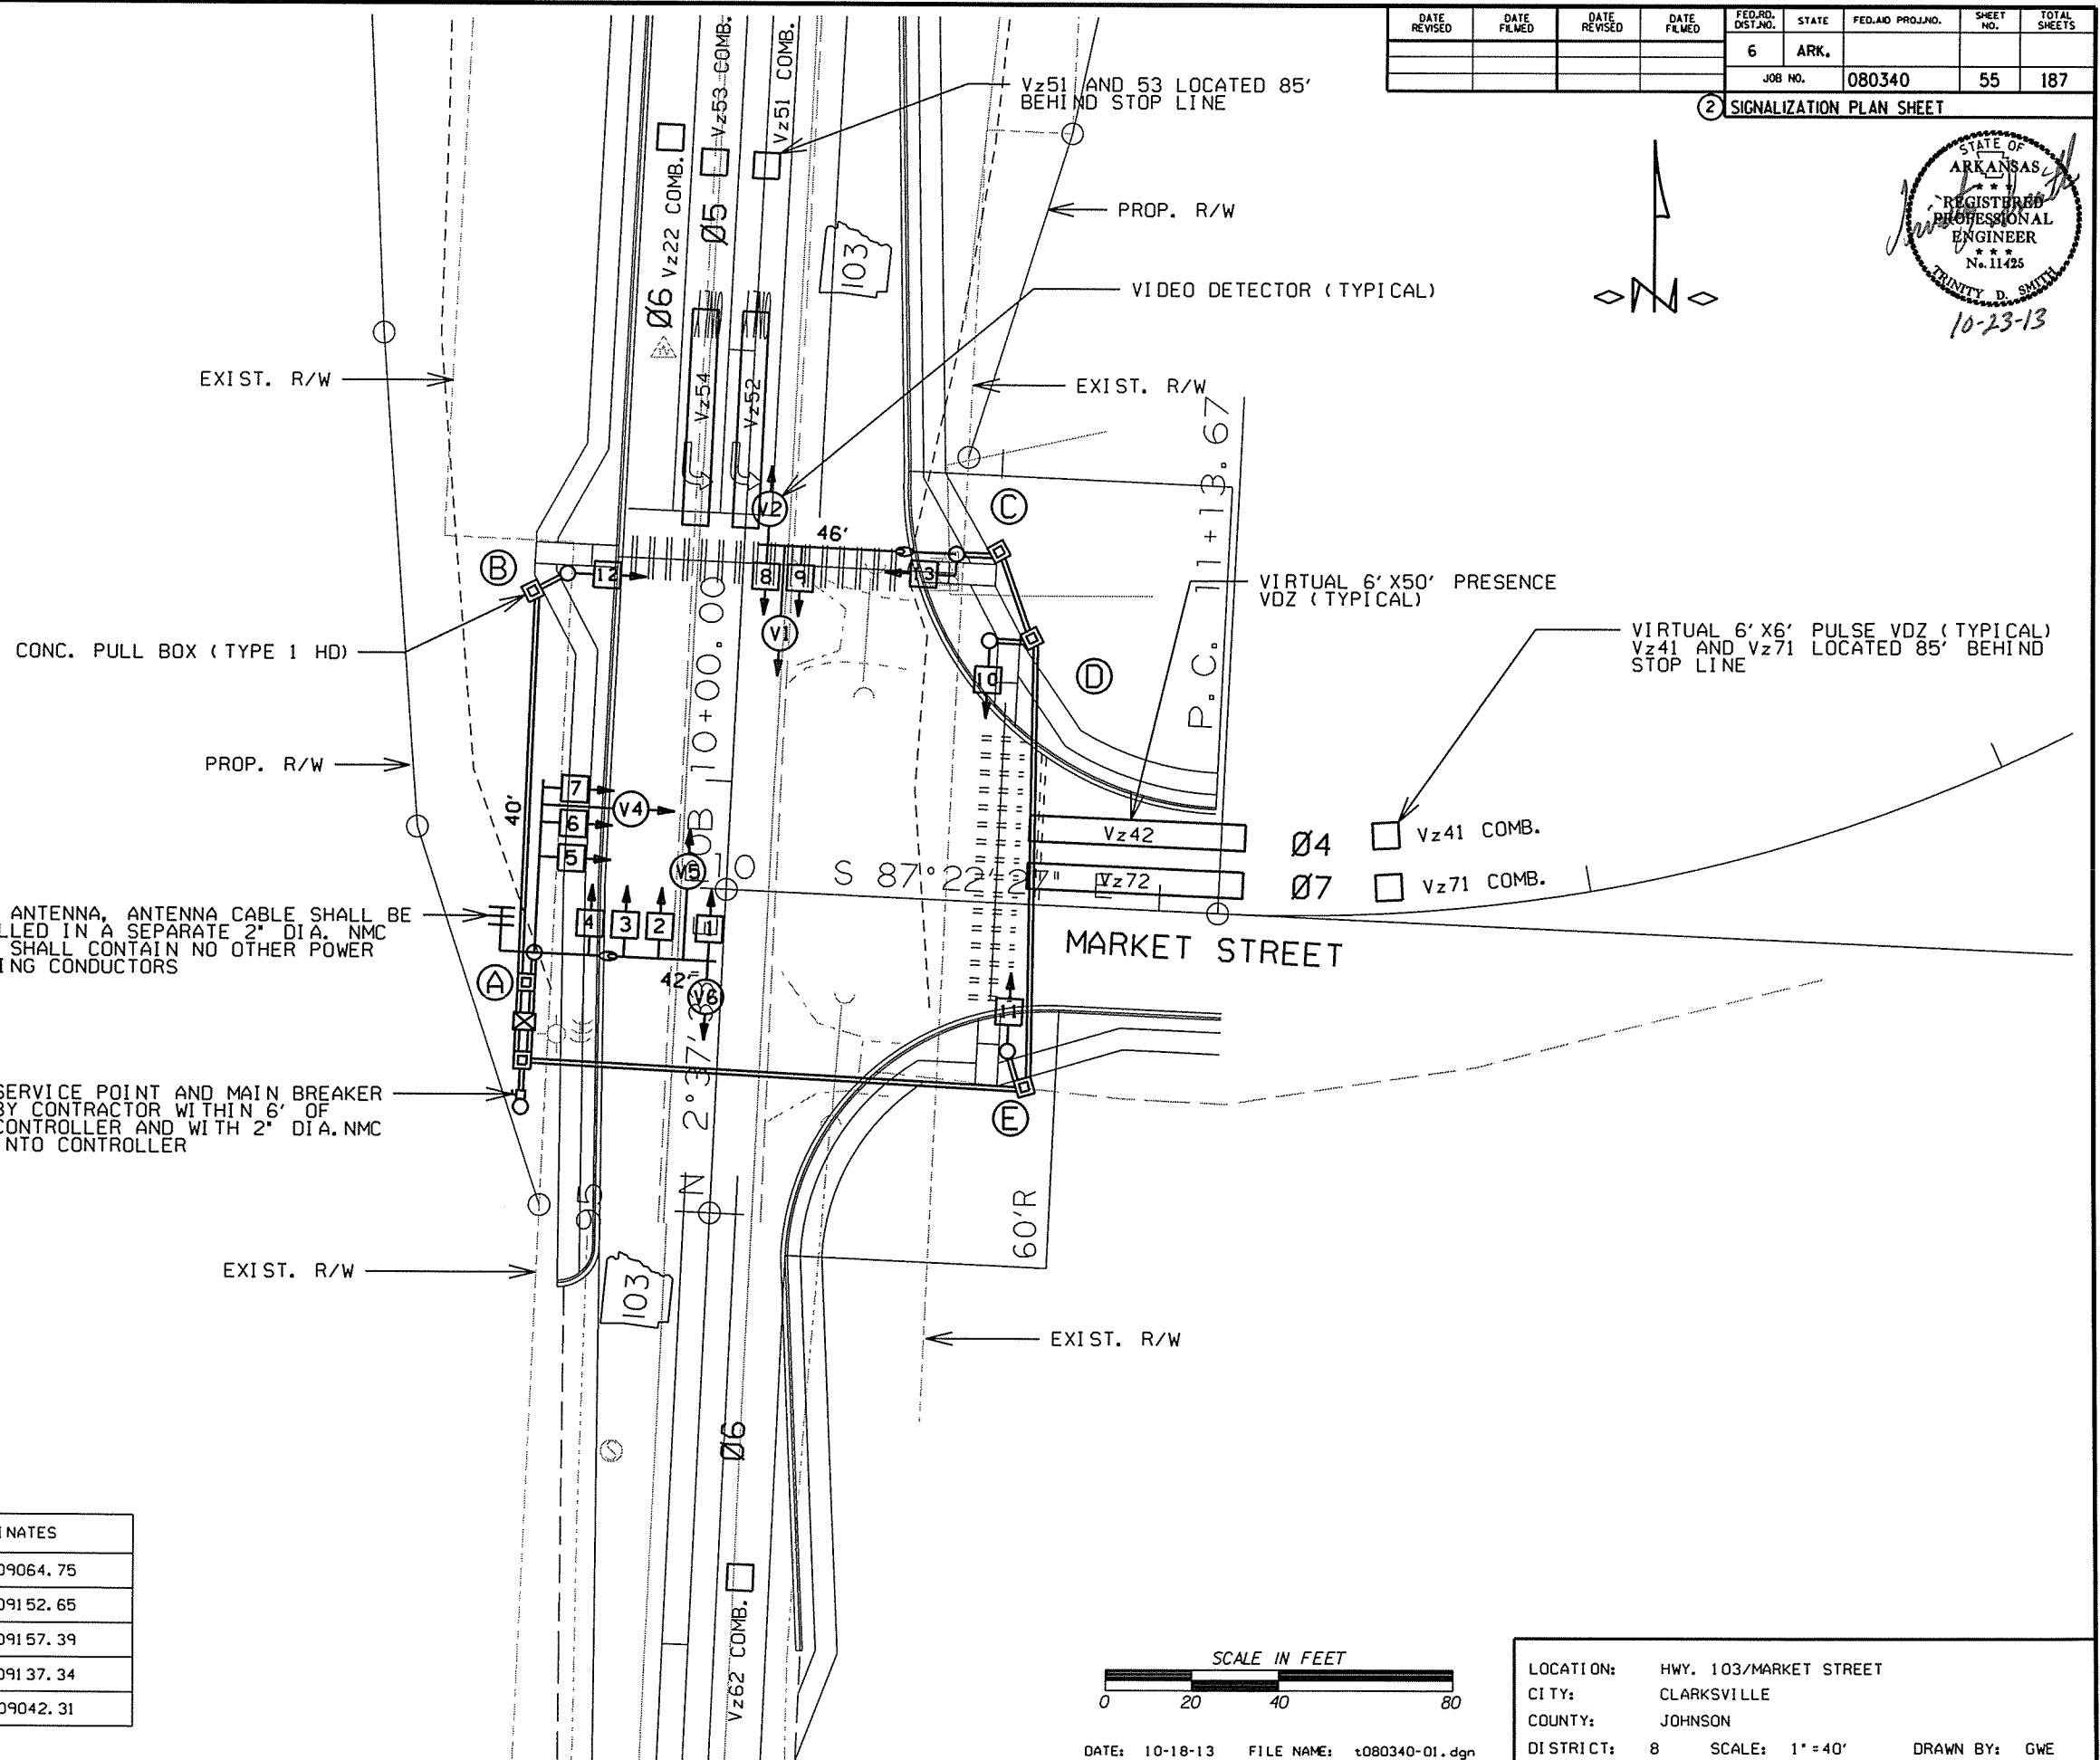 DATE REVISED
DATE FILMED
DATE REVISED
DATE FILMED
FED.RD. DIST.NO.
STATE
FED.AID PROJ.NO.
SHEET NO.
TOTAL SHEETS
6
ARK.
JOB NO.
080340
55
187
2 SIGNALIZATION PLAN SHEET
STATE OF
ARKANSAS
★ ★ ★
REGISTERED
PROFESSIONAL
ENGINEER
★ ★ ★
No. 11425
TRINITY D. SMITH
10-23-13
N
Vz53 COMB.
Vz51 COMB.
Vz51 AND 53 LOCATED 85'
BEHIND STOP LINE
Ø6 Vz22 COMB.
Ø5
103
PROP. R/W
VIDEO DETECTOR (TYPICAL)
EXIST. R/W
EXIST. R/W
Vz54
Vz52
V2
46'
C
B
12
8
9
13
V1
P.C. 11+13.67
VIRTUAL 6'X50' PRESENCE
VDZ (TYPICAL)
CONC. PULL BOX (TYPE 1 HD)
VIRTUAL 6'X6' PULSE VDZ (TYPICAL)
Vz41 AND Vz71 LOCATED 85' BEHIND
STOP LINE
10
D
10+00.00
PROP. R/W
40'
7
6
5
V4
V5
Vz42
Ø4
Vz41 COMB.
S 87°22'27"
Vz72
Ø7
Vz71 COMB.
ANTENNA, ANTENNA CABLE SHALL BE
LLED IN A SEPARATE 2" DIA. NMC
SHALL CONTAIN NO OTHER POWER
ING CONDUCTORS
4
3
2
1
MARKET STREET
A
42'
V6
11
N 2°37'
SERVICE POINT AND MAIN BREAKER
BY CONTRACTOR WITHIN 6' OF
CONTROLLER AND WITH 2" DIA.NMC
NTO CONTROLLER
E
95
60'R
EXIST. R/W
103
EXIST. R/W
Ø6
Vz62 COMB.
INATES
09064.75
09152.65
09157.39
09137.34
09042.31
SCALE IN FEET
0 20 40 80
DATE: 10-18-13 FILE NAME: t080340-01.dgn
LOCATION: HWY. 103/MARKET STREET
CITY: CLARKSVILLE
COUNTY: JOHNSON
DISTRICT: 8 SCALE: 1"=40' DRAWN BY: GWE